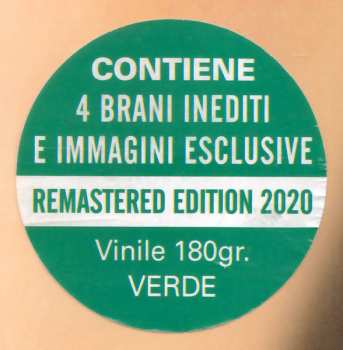 CONTIENE
4 BRANI INEDITI
E IMMAGINI ESCLUSIVE
REMASTERED EDITION 2020
Vinile 180gr.
VERDE